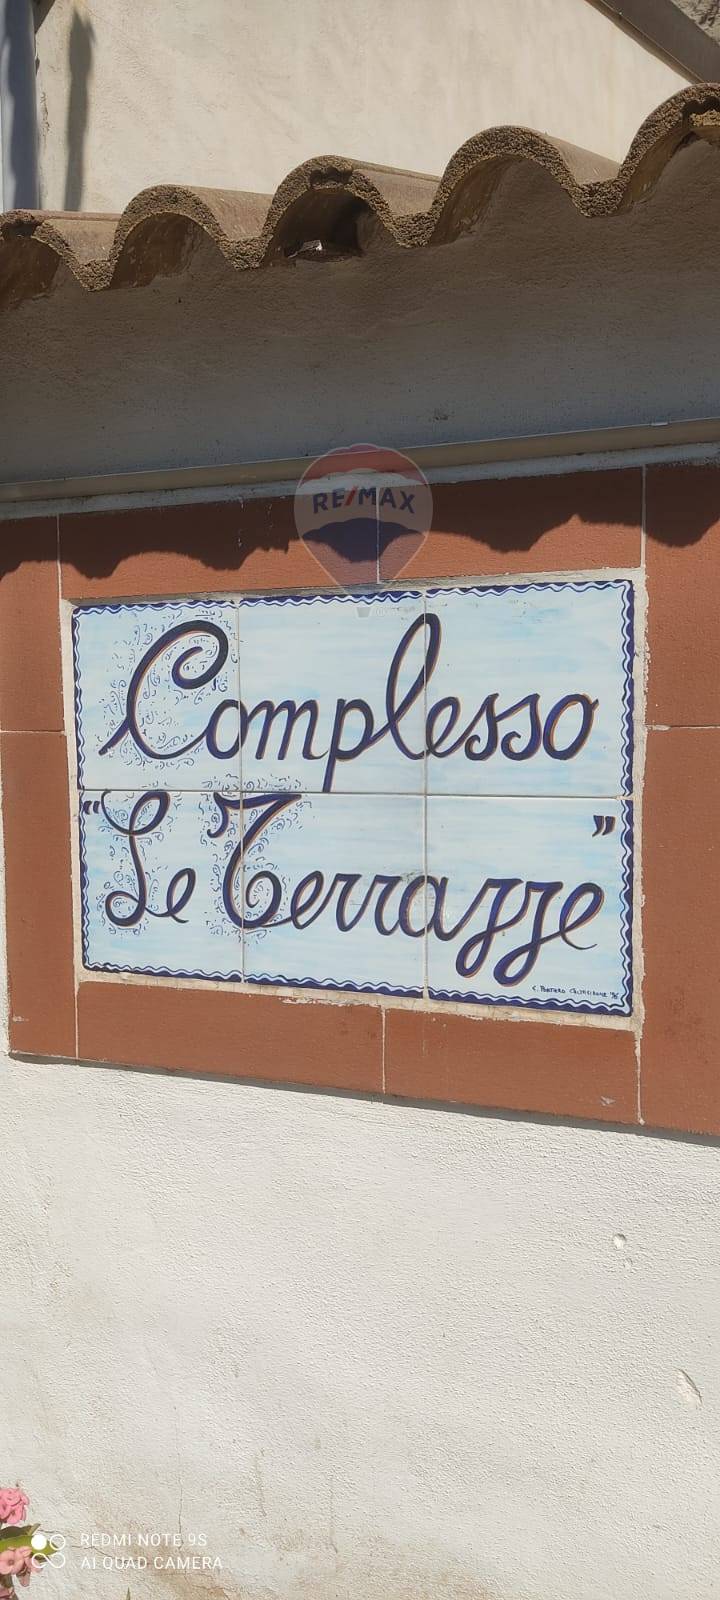 RE/MAX
Complesso
"Le Terrazze"
REDMI NOTE 9S
AI QUAD CAMERA